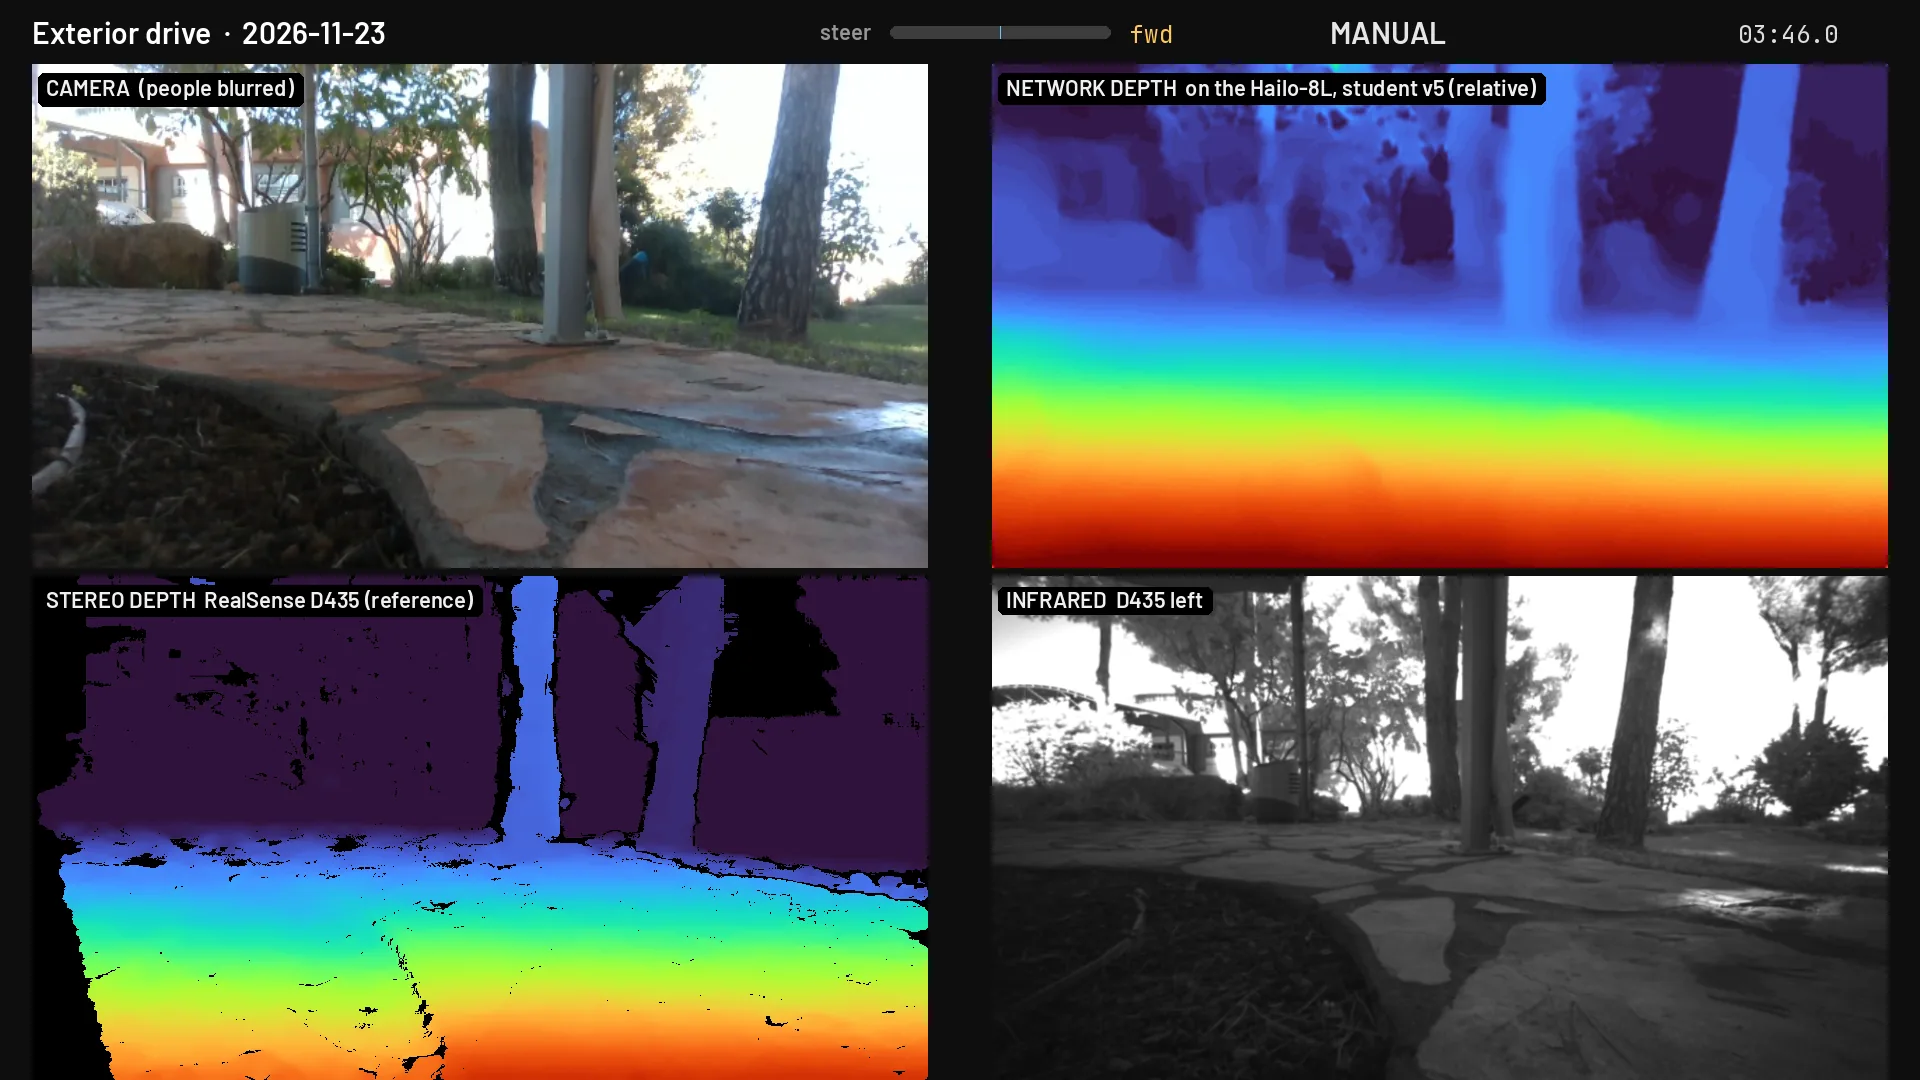 Exterior drive · 2026-11-23
steer
fwd
MANUAL
03:46.0
CAMERA (people blurred)
NETWORK DEPTH on the Hailo-8L, student v5 (relative)
STEREO DEPTH RealSense D435 (reference)
INFRARED D435 left